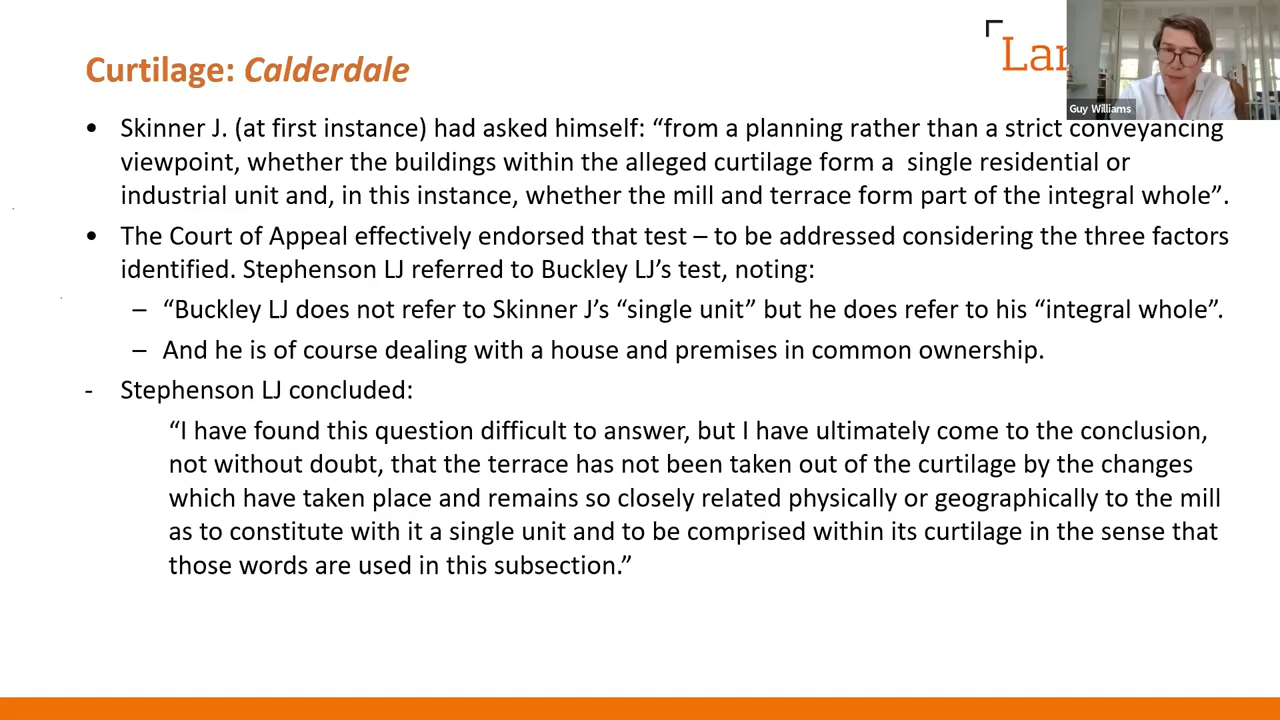 Lan
Guy Williams
Curtilage: Calderdale
• Skinner J. (at first instance) had asked himself: “from a planning rather than a strict conveyancing
viewpoint, whether the buildings within the alleged curtilage form a single residential or
industrial unit and, in this instance, whether the mill and terrace form part of the integral whole”.
• The Court of Appeal effectively endorsed that test – to be addressed considering the three factors
identified. Stephenson LJ referred to Buckley LJ’s test, noting:
– “Buckley LJ does not refer to Skinner J’s “single unit” but he does refer to his “integral whole”.
– And he is of course dealing with a house and premises in common ownership.
- Stephenson LJ concluded:
“I have found this question difficult to answer, but I have ultimately come to the conclusion,
not without doubt, that the terrace has not been taken out of the curtilage by the changes
which have taken place and remains so closely related physically or geographically to the mill
as to constitute with it a single unit and to be comprised within its curtilage in the sense that
those words are used in this subsection.”